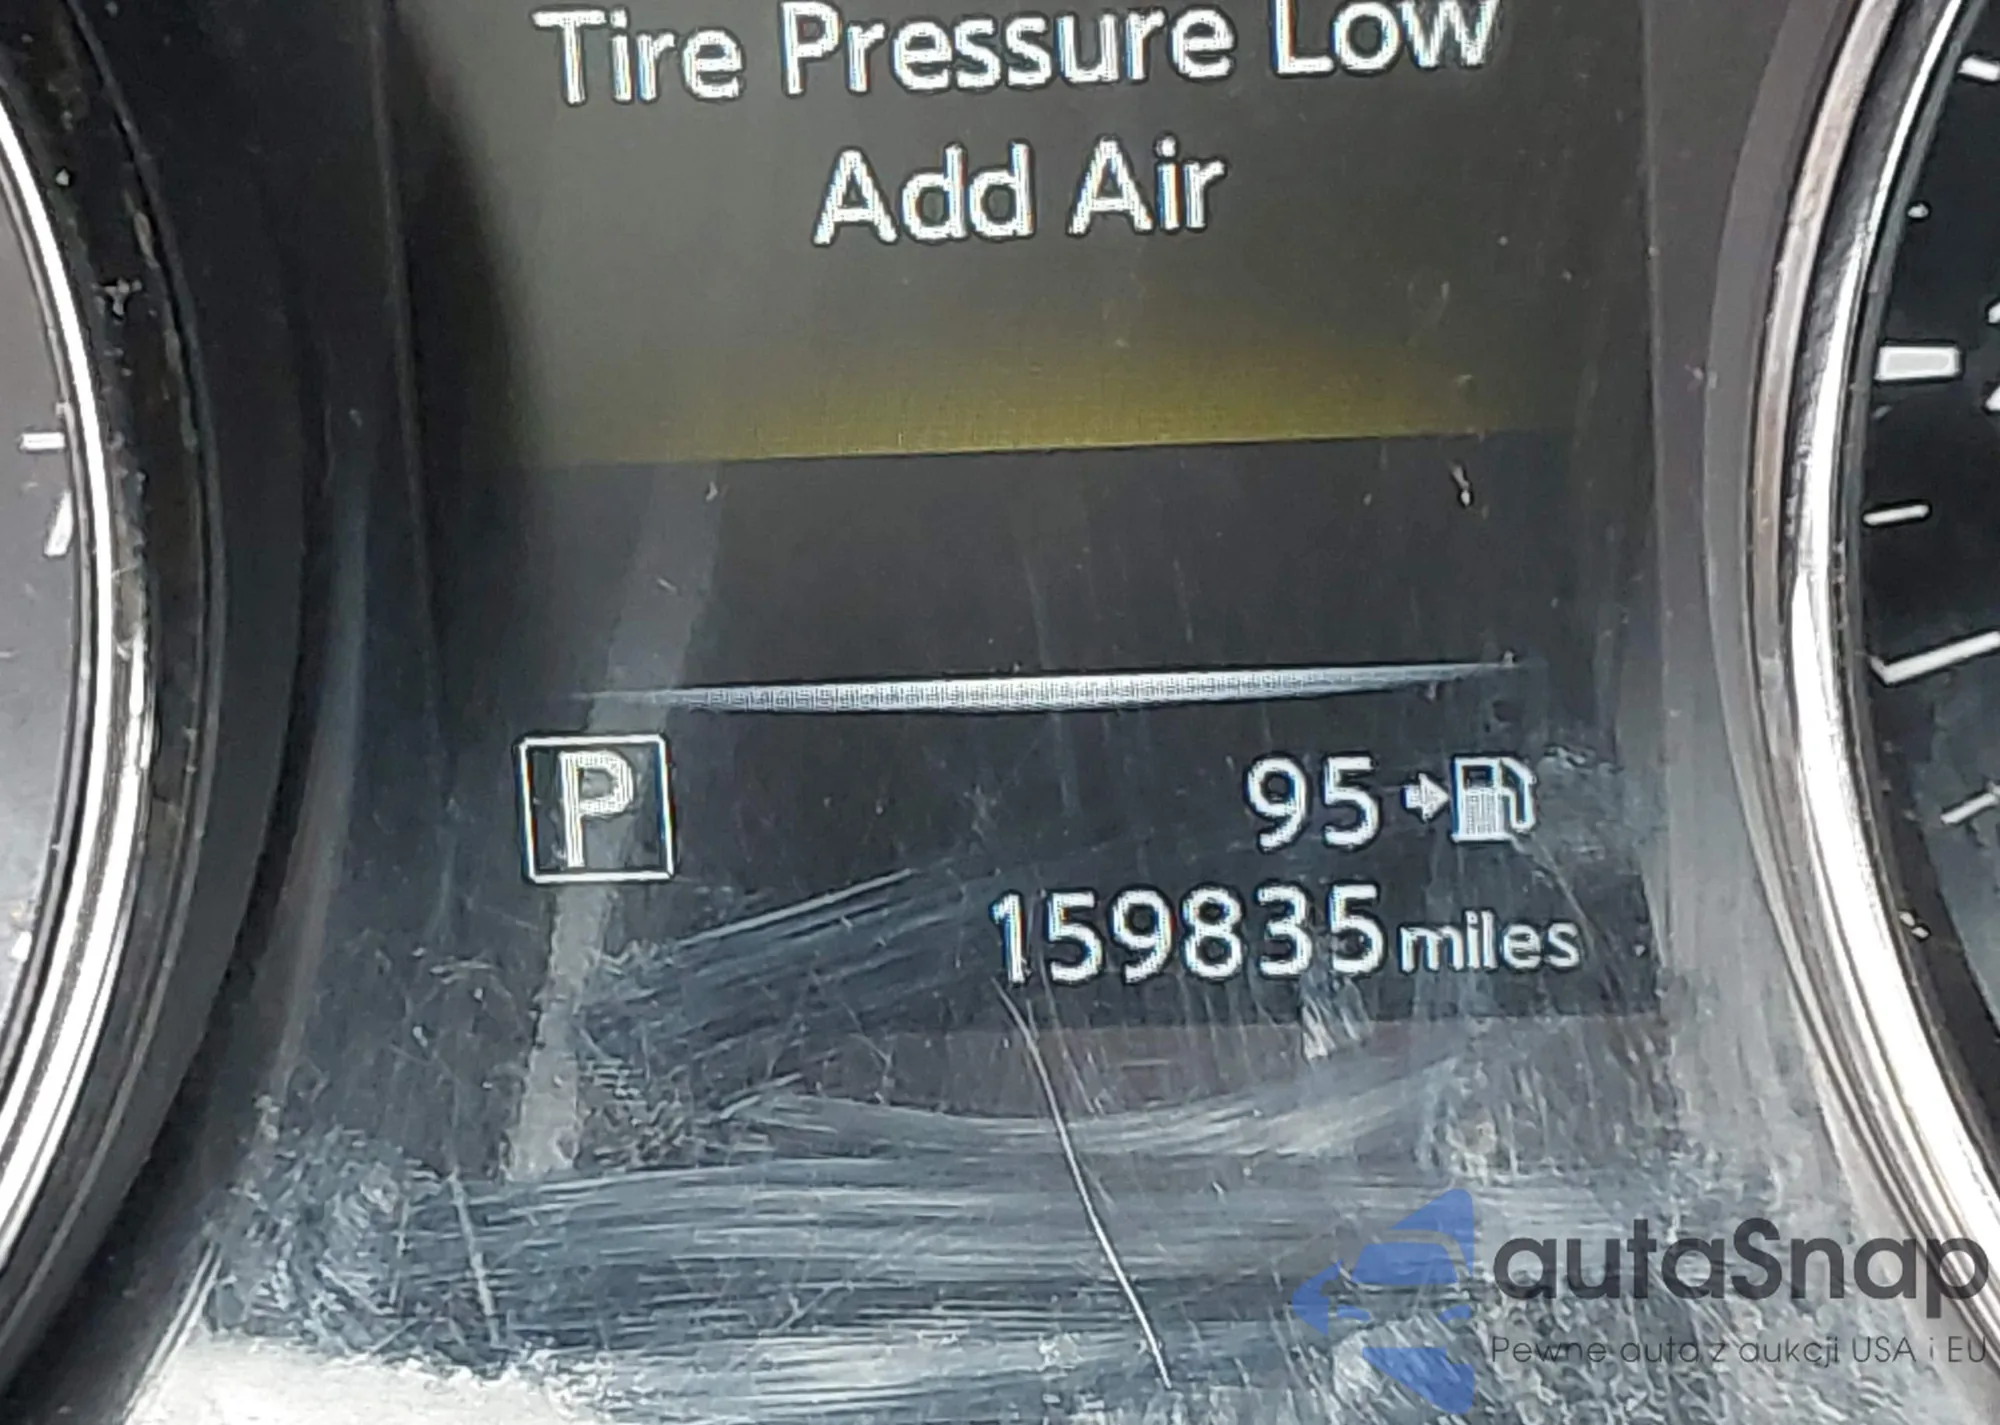 Tire Pressure Low
Add Air
P
95
159835 miles
autaSnap
Pewne auta z aukcji USA i EU